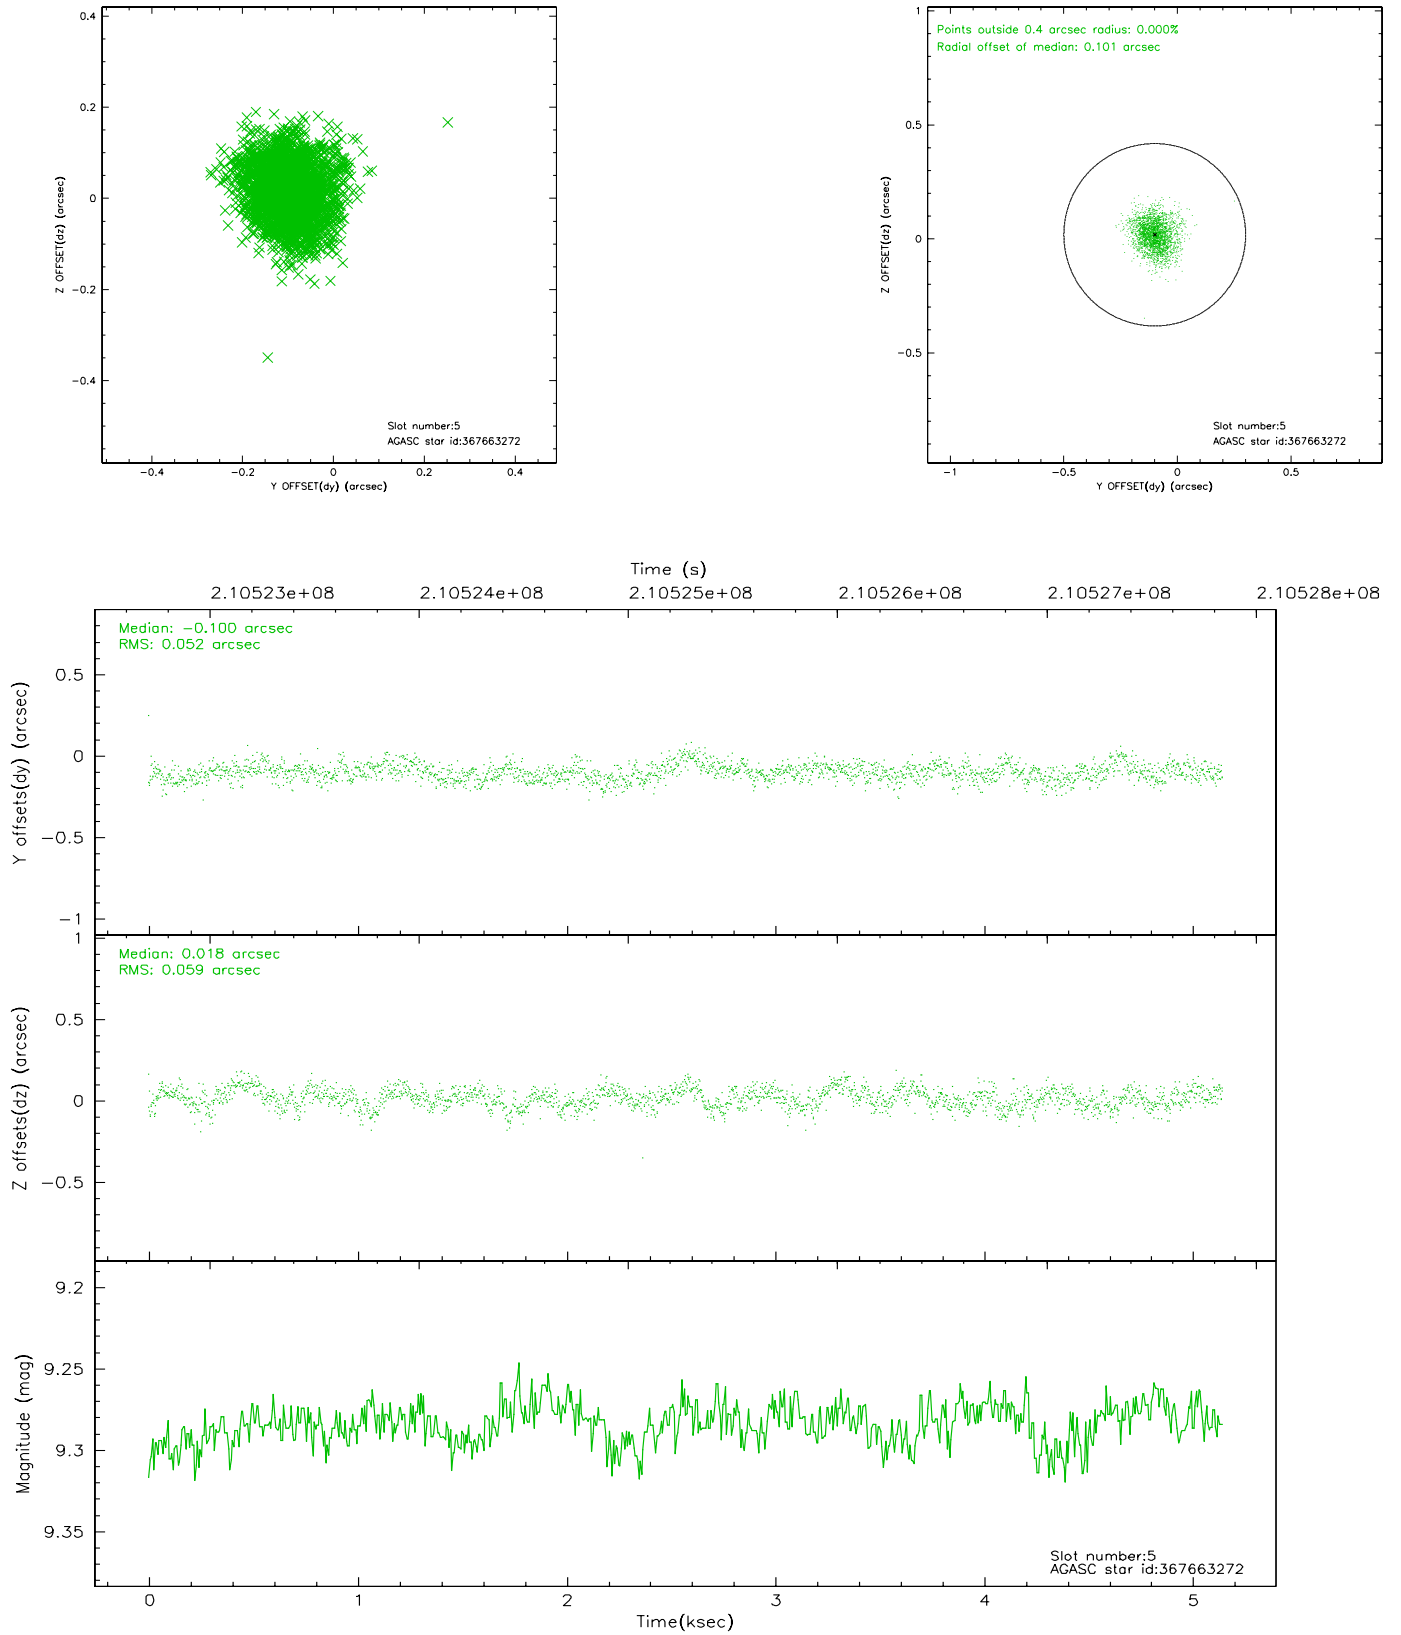 0.4
0.2
0
−0.2
−0.4
Z OFFSET(dz) (arcsec)
−0.4 −0.2 0 0.2 0.4
Y OFFSET(dy) (arcsec)
Slot number:5
AGASC star id:367663272
Points outside 0.4 arcsec radius: 0.000%
Radial offset of median: 0.101 arcsec
1
0.5
0
−0.5
Z OFFSET(dz) (arcsec)
−1 −0.5 0 0.5
Y OFFSET(dy) (arcsec)
Slot number:5
AGASC star id:367663272
Time (s)
2.10523e+08 2.10524e+08 2.10525e+08 2.10526e+08 2.10527e+08 2.10528e+08
Median: −0.100 arcsec
RMS: 0.052 arcsec
0.5
0
−0.5
−1
Y offsets(dy) (arcsec)
Median: 0.018 arcsec
RMS: 0.059 arcsec
1
0.5
0
−0.5
Z offsets(dz) (arcsec)
9.2
9.25
9.3
9.35
Magnitude (mag)
Slot number:5
AGASC star id:367663272
0 1 2 3 4 5
Time(ksec)